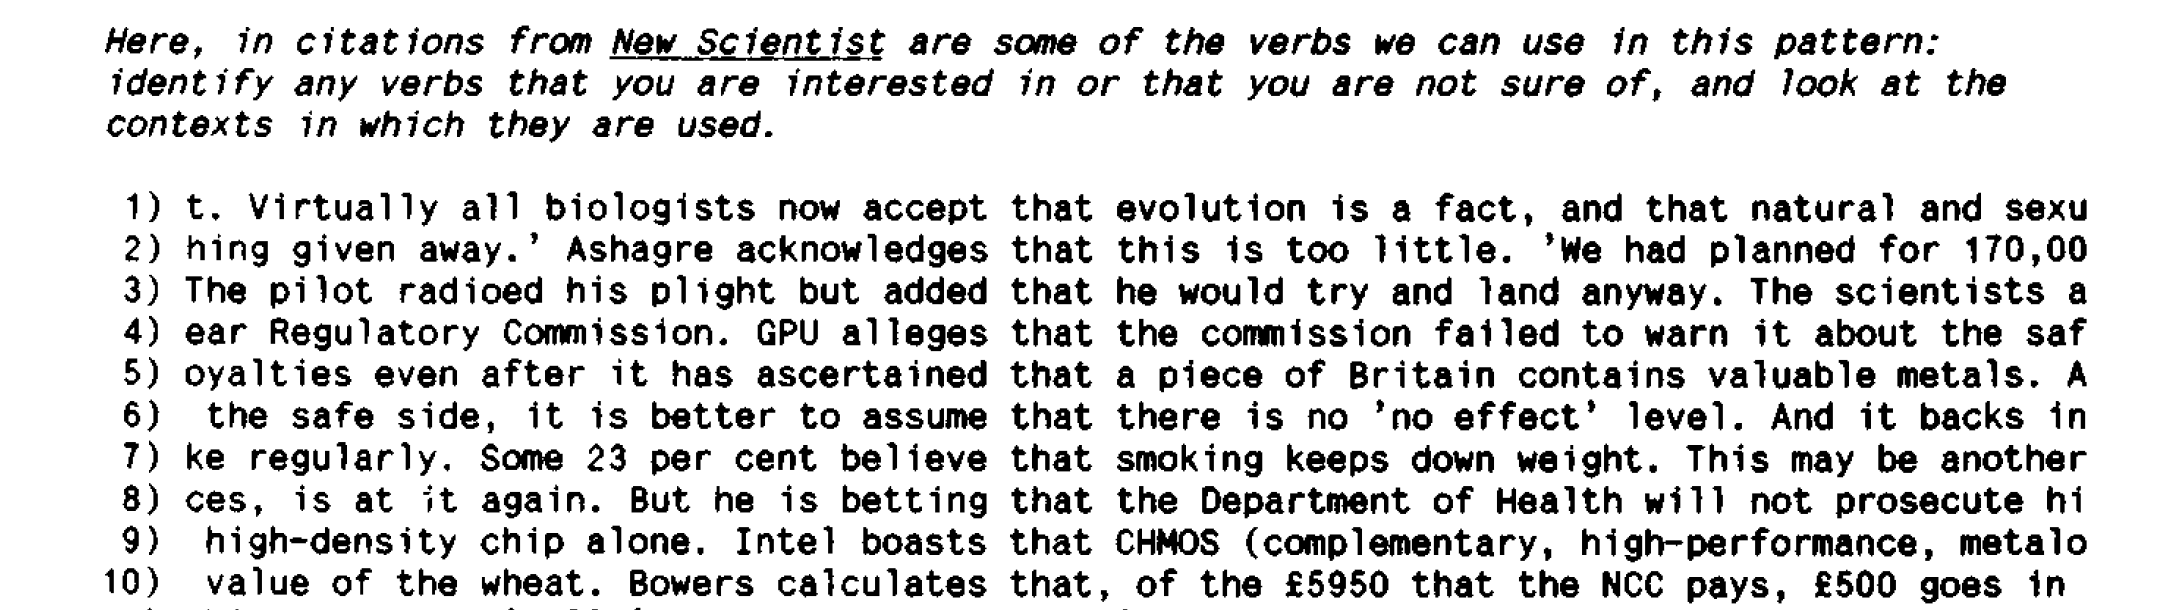 Here, in citations from New Scientist are some of the verbs we can use in this pattern:
identify any verbs that you are interested in or that you are not sure of, and look at the
contexts in which they are used.
1) t. Virtually all biologists now accept that evolution is a fact, and that natural and sexu
2) hing given away.' Ashagre acknowledges that this is too little. 'We had planned for 170,00
3) The pilot radioed his plight but added that he would try and land anyway. The scientists a
4) ear Regulatory Commission. GPU alleges that the commission failed to warn it about the saf
5) oyalties even after it has ascertained that a piece of Britain contains valuable metals. A
6) the safe side, it is better to assume that there is no 'no effect' level. And it backs in
7) ke regularly. Some 23 per cent believe that smoking keeps down weight. This may be another
8) ces, is at it again. But he is betting that the Department of Health will not prosecute hi
9) high-density chip alone. Intel boasts that CHMOS (complementary, high-performance, metalo
10) value of the wheat. Bowers calculates that, of the £5950 that the NCC pays, £500 goes in